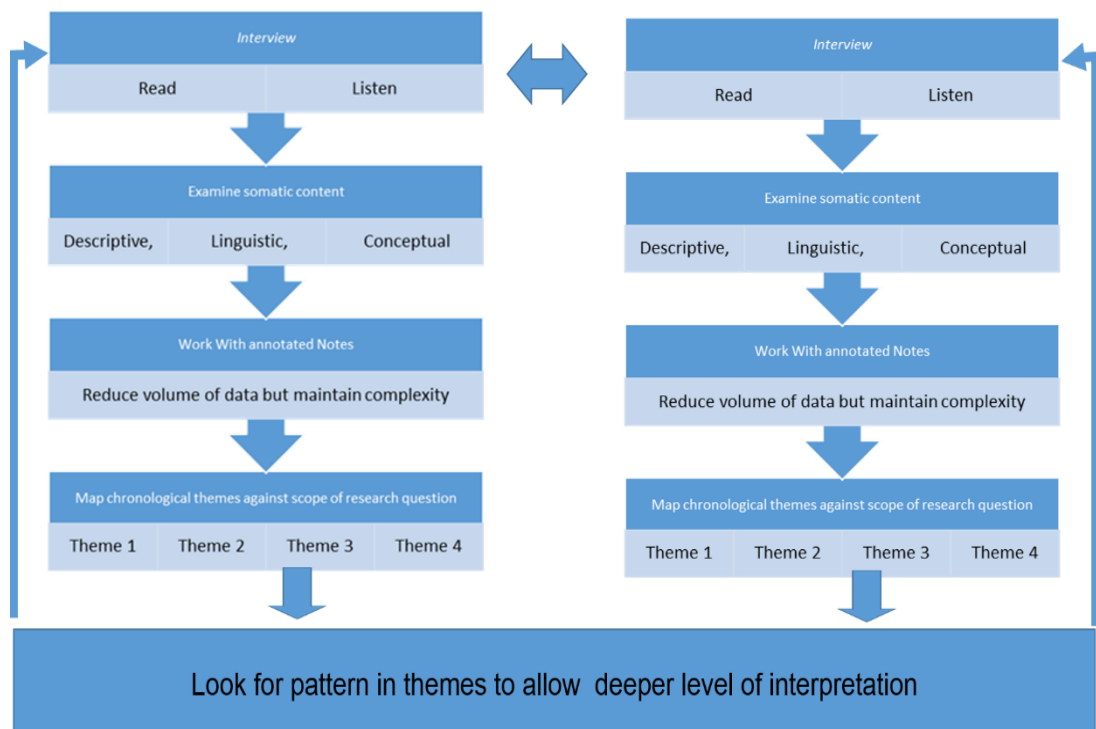 Interview
Read Listen
Examine somatic content
Descriptive, Linguistic, Conceptual
Work With annotated Notes
Reduce volume of data but maintain complexity
Map chronological themes against scope of research question
Theme 1 Theme 2 Theme 3 Theme 4
Interview
Read Listen
Examine somatic content
Descriptive, Linguistic, Conceptual
Work With annotated Notes
Reduce volume of data but maintain complexity
Map chronological themes against scope of research question
Theme 1 Theme 2 Theme 3 Theme 4
Look for pattern in themes to allow deeper level of interpretation